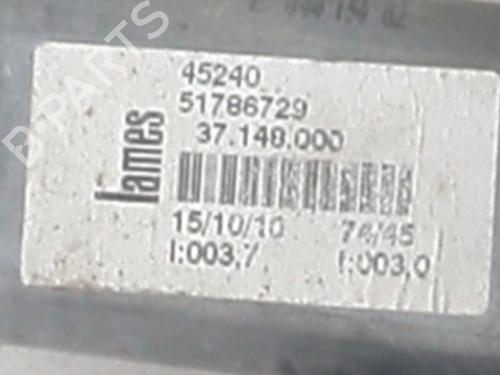 B-PARTS
45240
51786729
37.148.000
lames
15/10/10 74/45
I:003,7 f:003,0